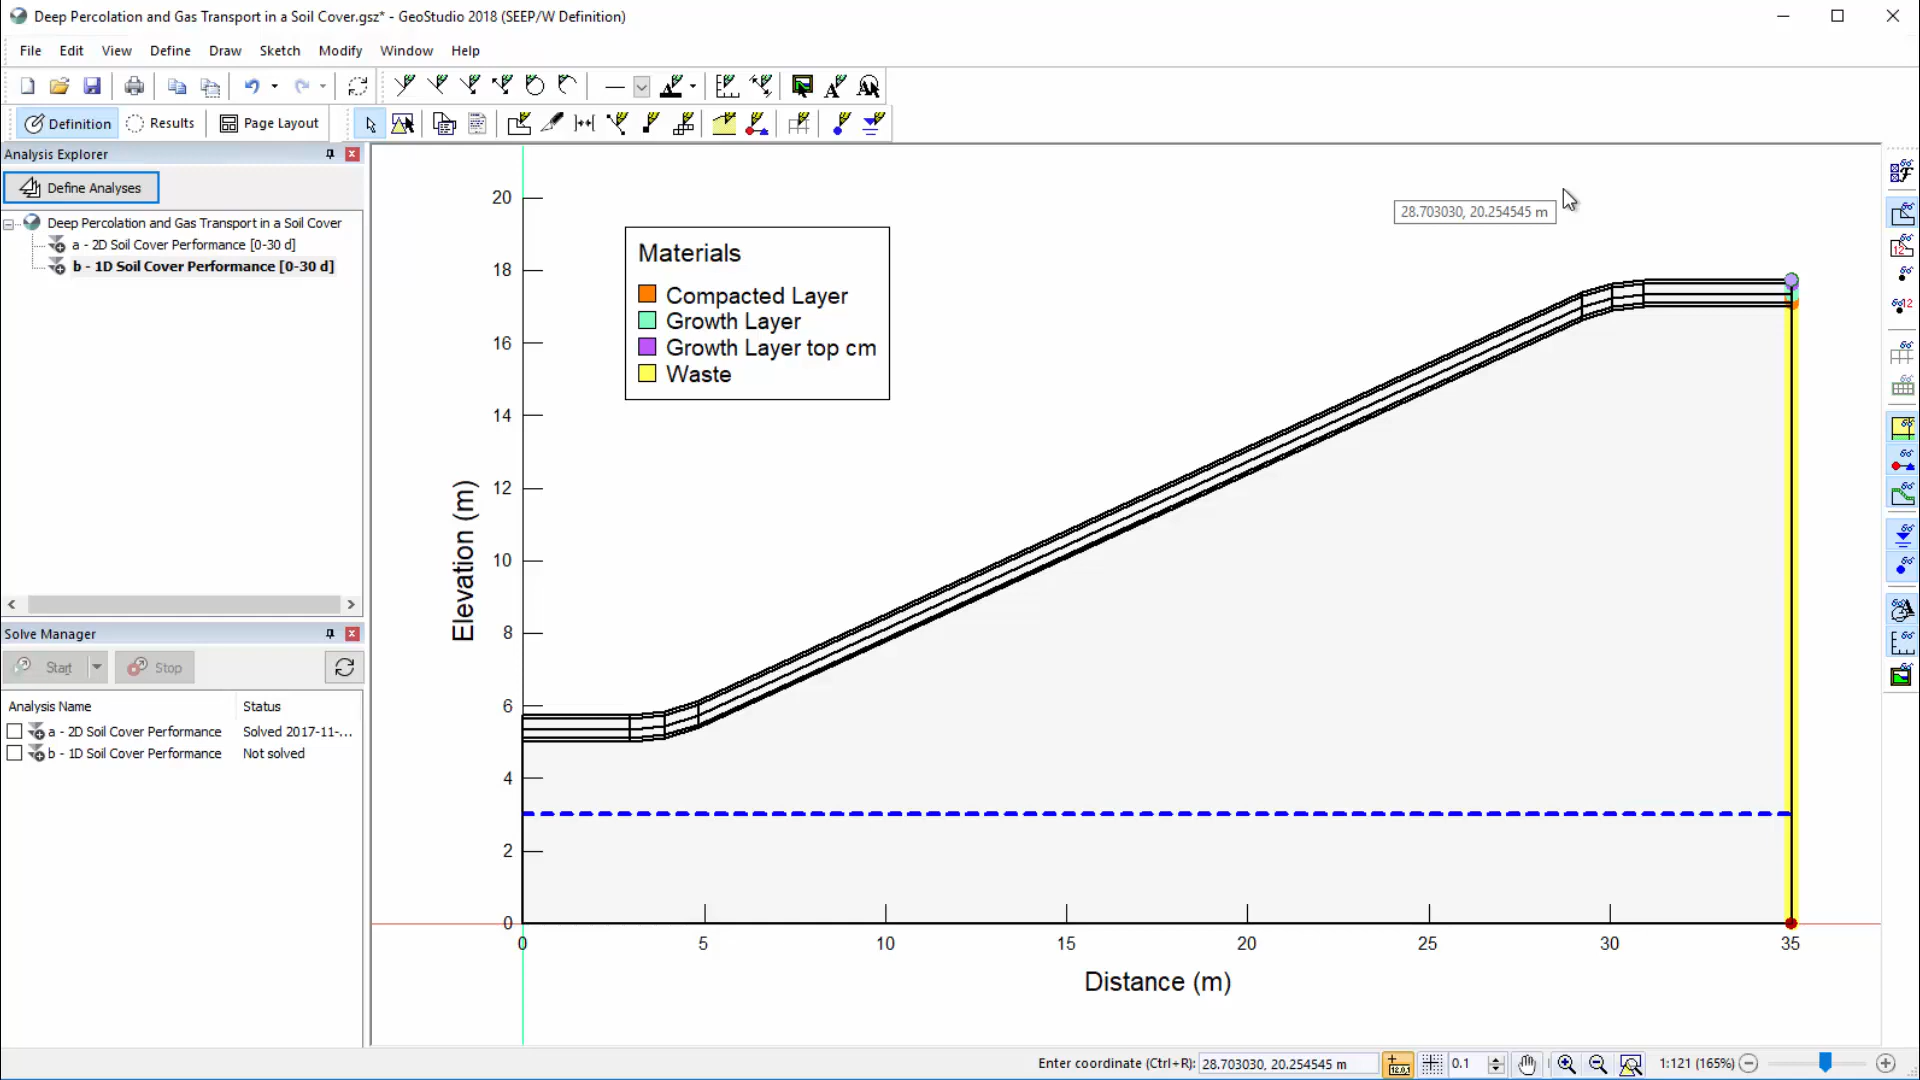 Deep Percolation and Gas Transport in a Soil Cover.gsz* - GeoStudio 2018 (SEEP/W Definition)
File Edit View Define Draw Sketch Modify Window Help
Definition Results Page Layout
Analysis Explorer
Define Analyses
Deep Percolation and Gas Transport in a Soil Cover
a - 2D Soil Cover Performance [0-30 d]
b - 1D Soil Cover Performance [0-30 d]
Solve Manager
Start Stop
Analysis Name Status
a - 2D Soil Cover Performance Solved 2017-11-...
b - 1D Soil Cover Performance Not solved
28.703030, 20.254545 m
Materials
Compacted Layer
Growth Layer
Growth Layer top cm
Waste
Elevation (m)
20
18
16
14
12
10
8
6
4
2
0
0 5 10 15 20 25 30 35
Distance (m)
Enter coordinate (Ctrl+R): 28.703030, 20.254545 m 0.1 1:121 (165%)